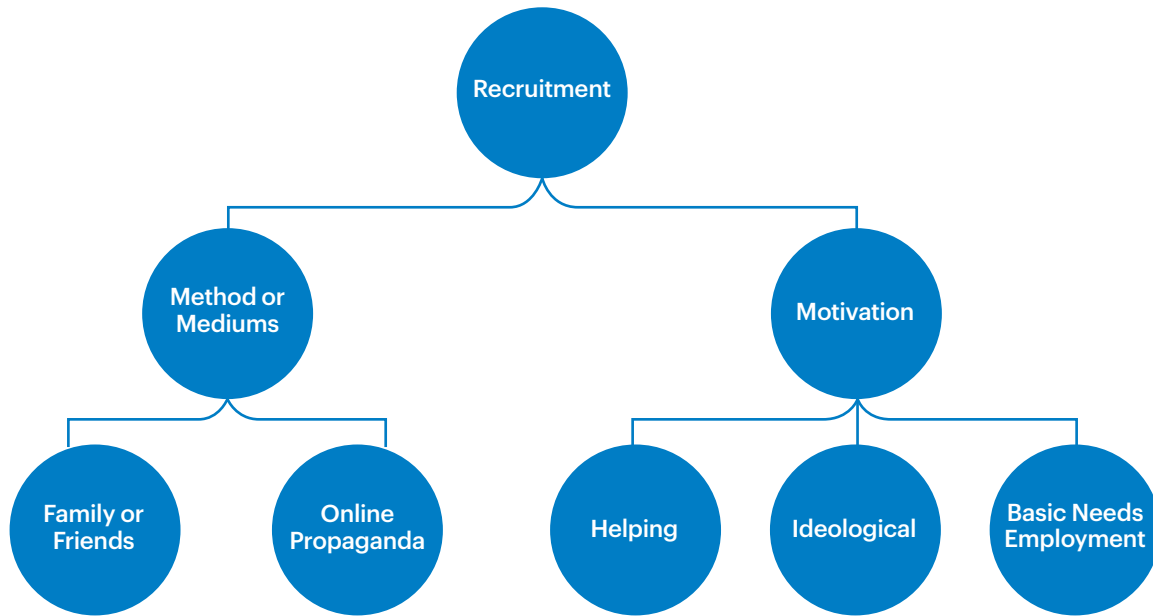 Recruitment
Method or
Mediums
Motivation
Family or
Friends
Online
Propaganda
Helping
Ideological
Basic Needs
Employment